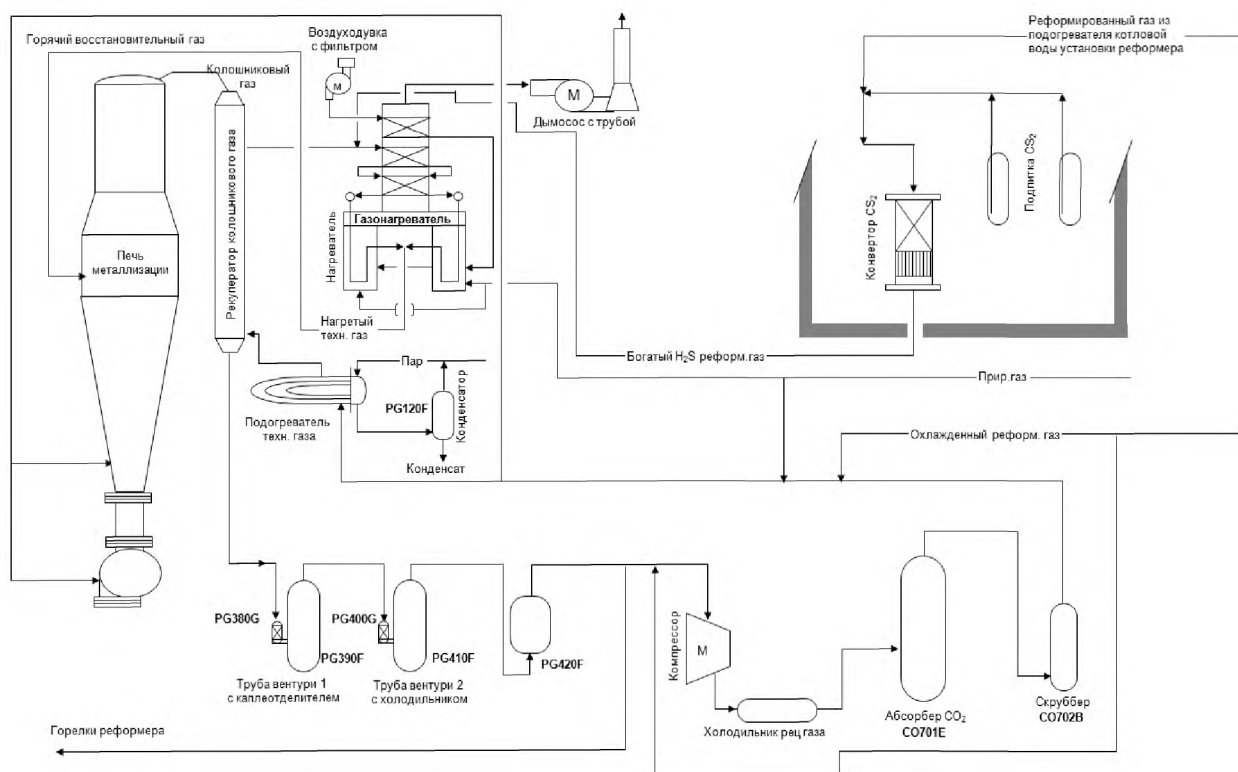 Горячий восстановительный газ
Воздуходувка
с фильтром
Реформированный газ из
подогревателя котловой
воды установки реформера
Колошниковый
газ
М
М
Дымосос с трубой
Подпитка CS₂
Рекуператор колошникового газа
Газонагреватель
Нагреватель
Конвертор CS₂
Печь
металлизации
Нагретый
техн. газ
Богатый H₂S реформ.газ
Пар
Прир.газ
PG120F
Конденсатор
Подогреватель
техн. газа
Охлажденный реформ. газ
Конденсат
PG380G
PG400G
Компрессор
М
PG390F
PG410F
PG420F
Труба вентури 1
с каплеотделителем
Труба вентури 2
с холодильником
Скруббер
CO702B
Абсорбер CO₂
CO701E
Холодильник рец газа
Горелки реформера